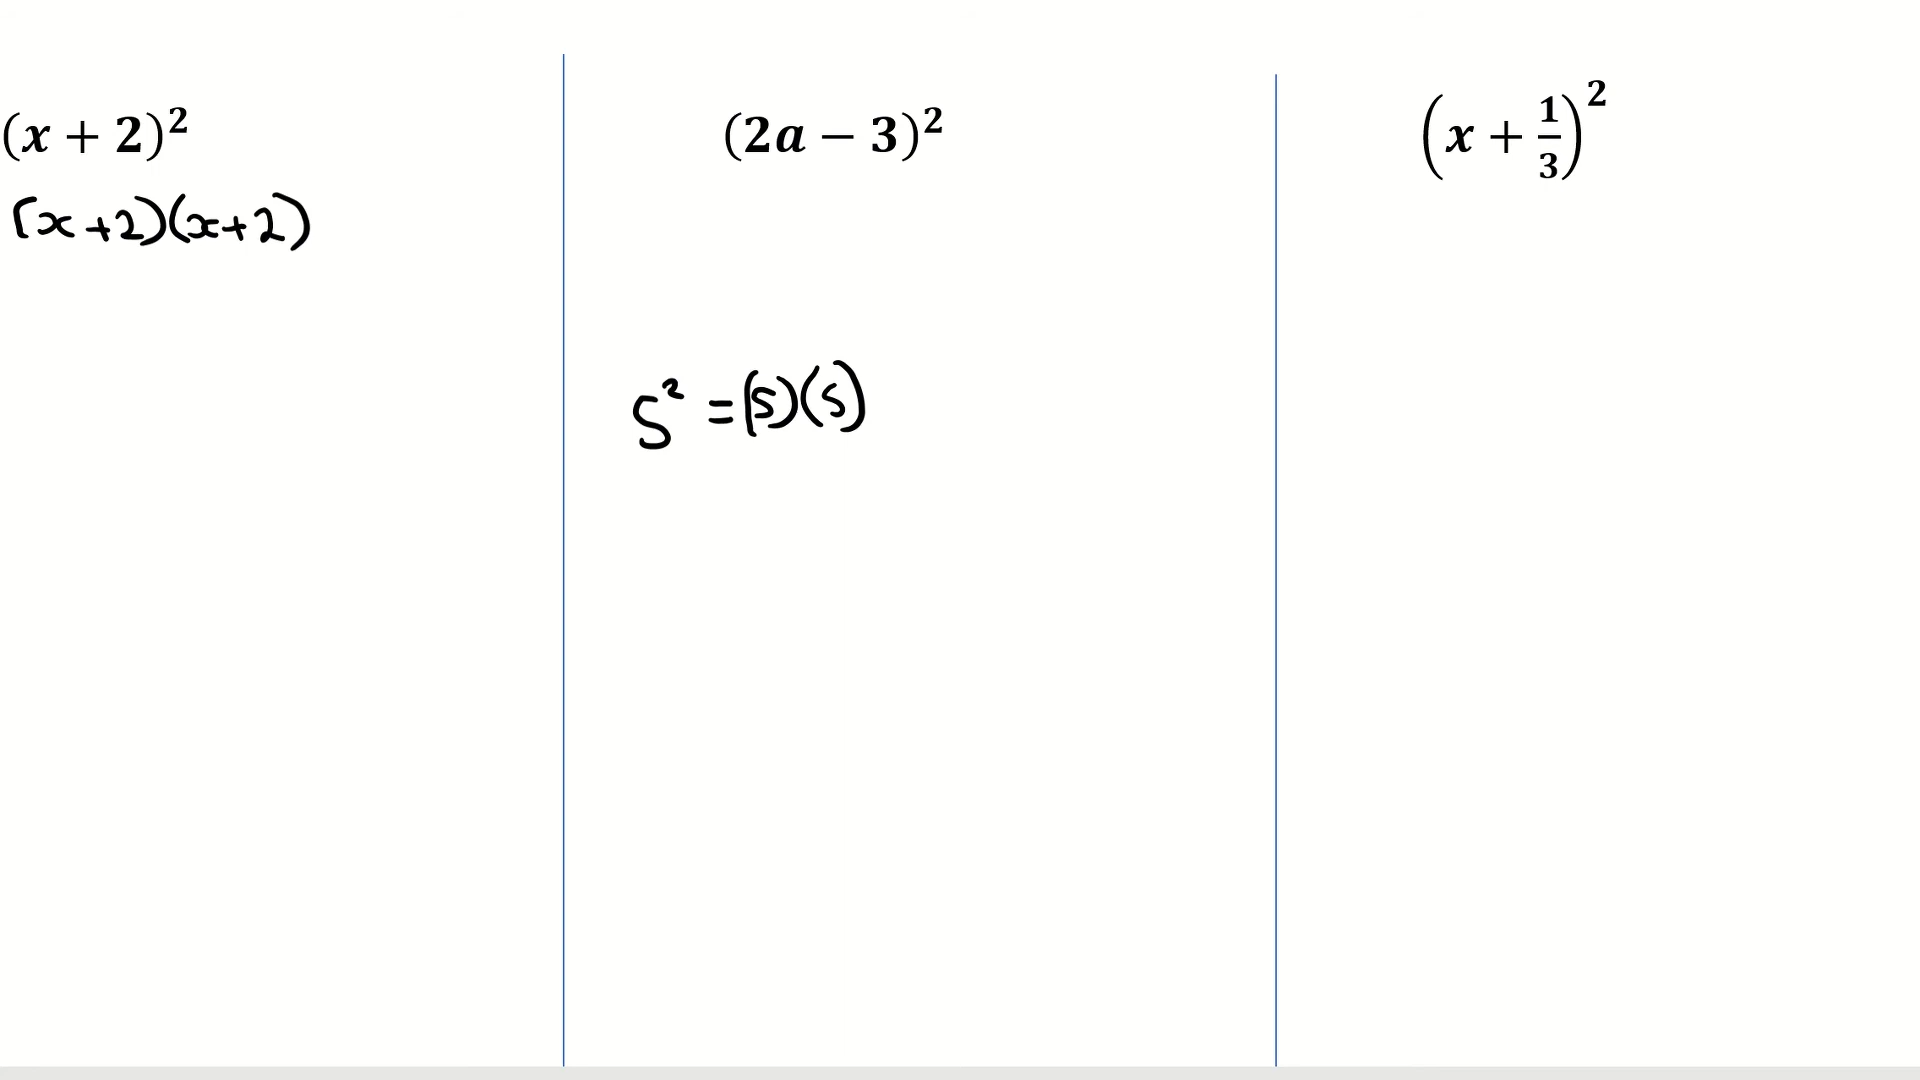 (x + 2)²
(x+2)(x+2)
(2a − 3)²
5² = (5)(5)
(x + 1/3)²